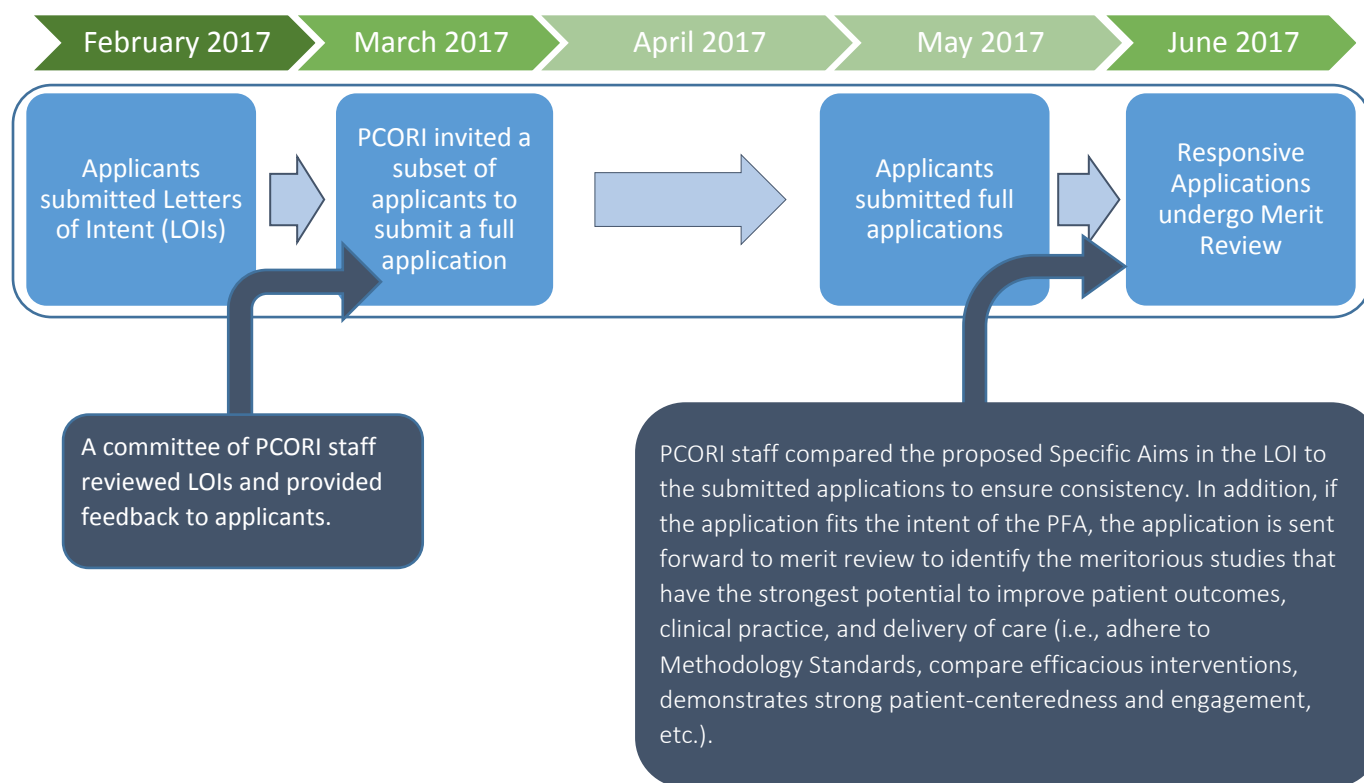 February 2017
March 2017
April 2017
May 2017
June 2017
Applicants
submitted Letters
of Intent (LOIs)
PCORI invited a
subset of
applicants to
submit a full
application
Applicants
submitted full
applications
Responsive
Applications
undergo Merit
Review
A committee of PCORI staff
reviewed LOIs and provided
feedback to applicants.
PCORI staff compared the proposed Specific Aims in the LOI to
the submitted applications to ensure consistency. In addition, if
the application fits the intent of the PFA, the application is sent
forward to merit review to identify the meritorious studies that
have the strongest potential to improve patient outcomes,
clinical practice, and delivery of care (i.e., adhere to
Methodology Standards, compare efficacious interventions,
demonstrates strong patient-centeredness and engagement,
etc.).